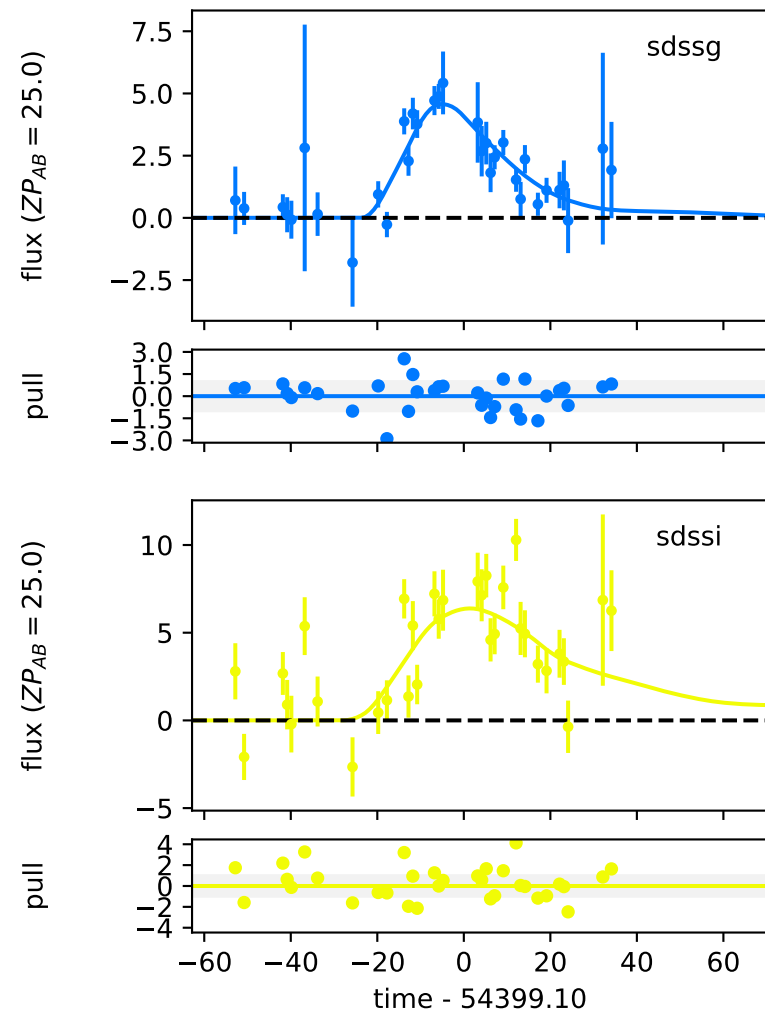 sdssg
flux (ZP_AB = 25.0)
7.5
5.0
2.5
0.0
−2.5
pull
3.0
1.5
0.0
−1.5
−3.0
sdssi
flux (ZP_AB = 25.0)
10
5
0
−5
pull
4
2
0
−2
−4
−60 −40 −20 0 20 40 60
time - 54399.10